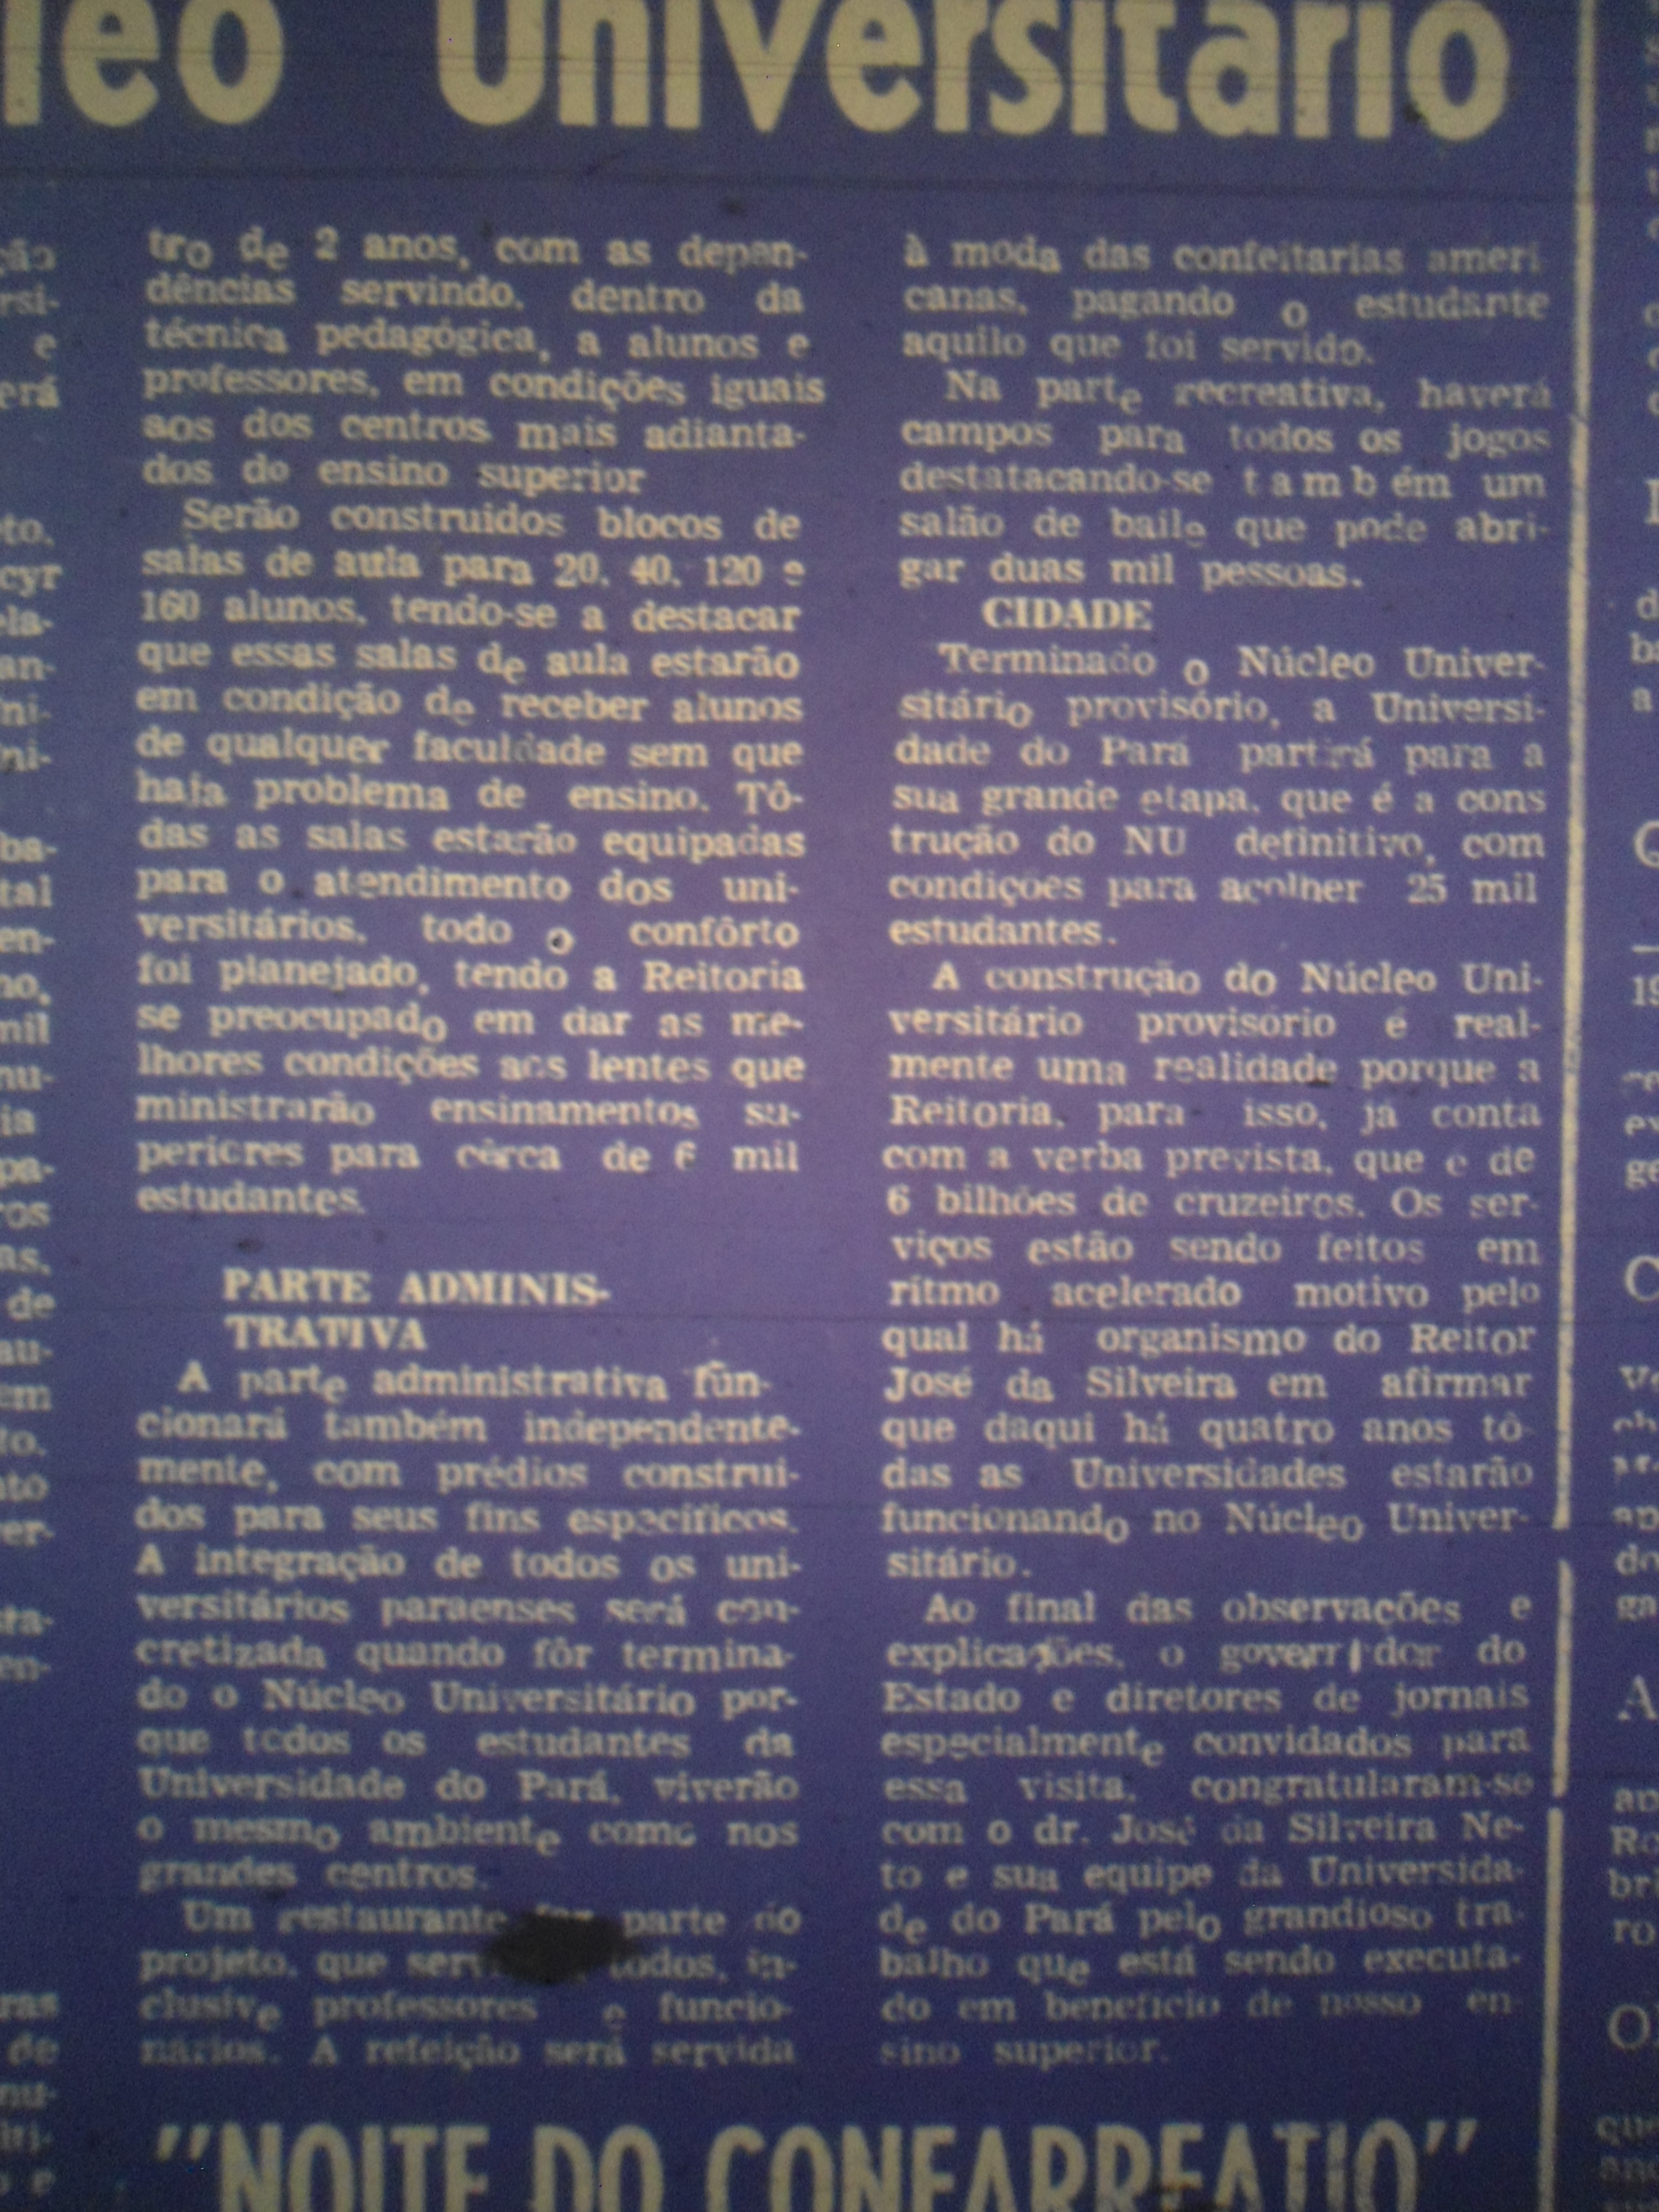 leo Universitário
tro de 2 anos, com as depen-
dências servindo, dentro da
técnica pedagógica, a alunos e
professores, em condições iguais
aos dos centros mais adianta-
dos do ensino superior
Serão construidos blocos de
salas de aula para 20, 40, 120 e
160 alunos, tendo-se a destacar
que essas salas de aula estarão
em condição de receber alunos
de qualquer faculdade sem que
haja problema de ensino. Tô-
das as salas estarão equipadas
para o atendimento dos uni-
versitários, todo o confôrto
foi planejado, tendo a Reitoria
se preocupado em dar as me-
lhores condições aos lentes que
ministrarão ensinamentos su-
periores para cêrca de 6 mil
estudantes.
PARTE ADMINIS-
TRATIVA
A parte administrativa fun-
cionará também independente-
mente, com prédios construi-
dos para seus fins específicos.
A integração de todos os uni-
versitários paraenses será con-
cretizada quando fôr termina-
do o Núcleo Universitário por-
que todos os estudantes da
Universidade do Pará, viverão
o mesmo ambiente como nos
grandes centros.
Um restaurante parte do
projeto, que todos, in-
clusive professores e funcio-
nários. A refeição será servida
à moda das confeitarias ameri
canas, pagando o estudante
aquilo que foi servido.
Na parte recreativa, haverá
campos para todos os jogos
destatacando-se também um
salão de baile que pode abri-
gar duas mil pessoas.
CIDADE
Terminado o Núcleo Univer-
sitário provisório, a Universi-
dade do Pará partirá para a
sua grande etapa, que é a cons
trução do NU definitivo, com
condições para acolher 25 mil
estudantes.
A construção do Núcleo Uni-
versitário provisório é real-
mente uma realidade porque a
Reitoria, para isso, já conta
com a verba prevista, que é de
6 bilhões de cruzeiros. Os ser-
viços estão sendo feitos em
rítmo acelerado motivo pelo
qual há organismo do Reitor
José da Silveira em afirmar
que daqui há quatro anos tô-
das as Universidades estarão
funcionando no Núcleo Univer-
sitário.
Ao final das observações e
explicações, o do
Estado e diretores de jornais
especialmente convidados para
essa visita, congratularam-se
com o dr. José da Silveira Ne-
to e sua equipe da Universida-
de do Pará pelo grandioso tra-
balho que está sendo executa-
do em benefício de nosso en-
sino superior.
"NOITE DO CONFARREATIO"